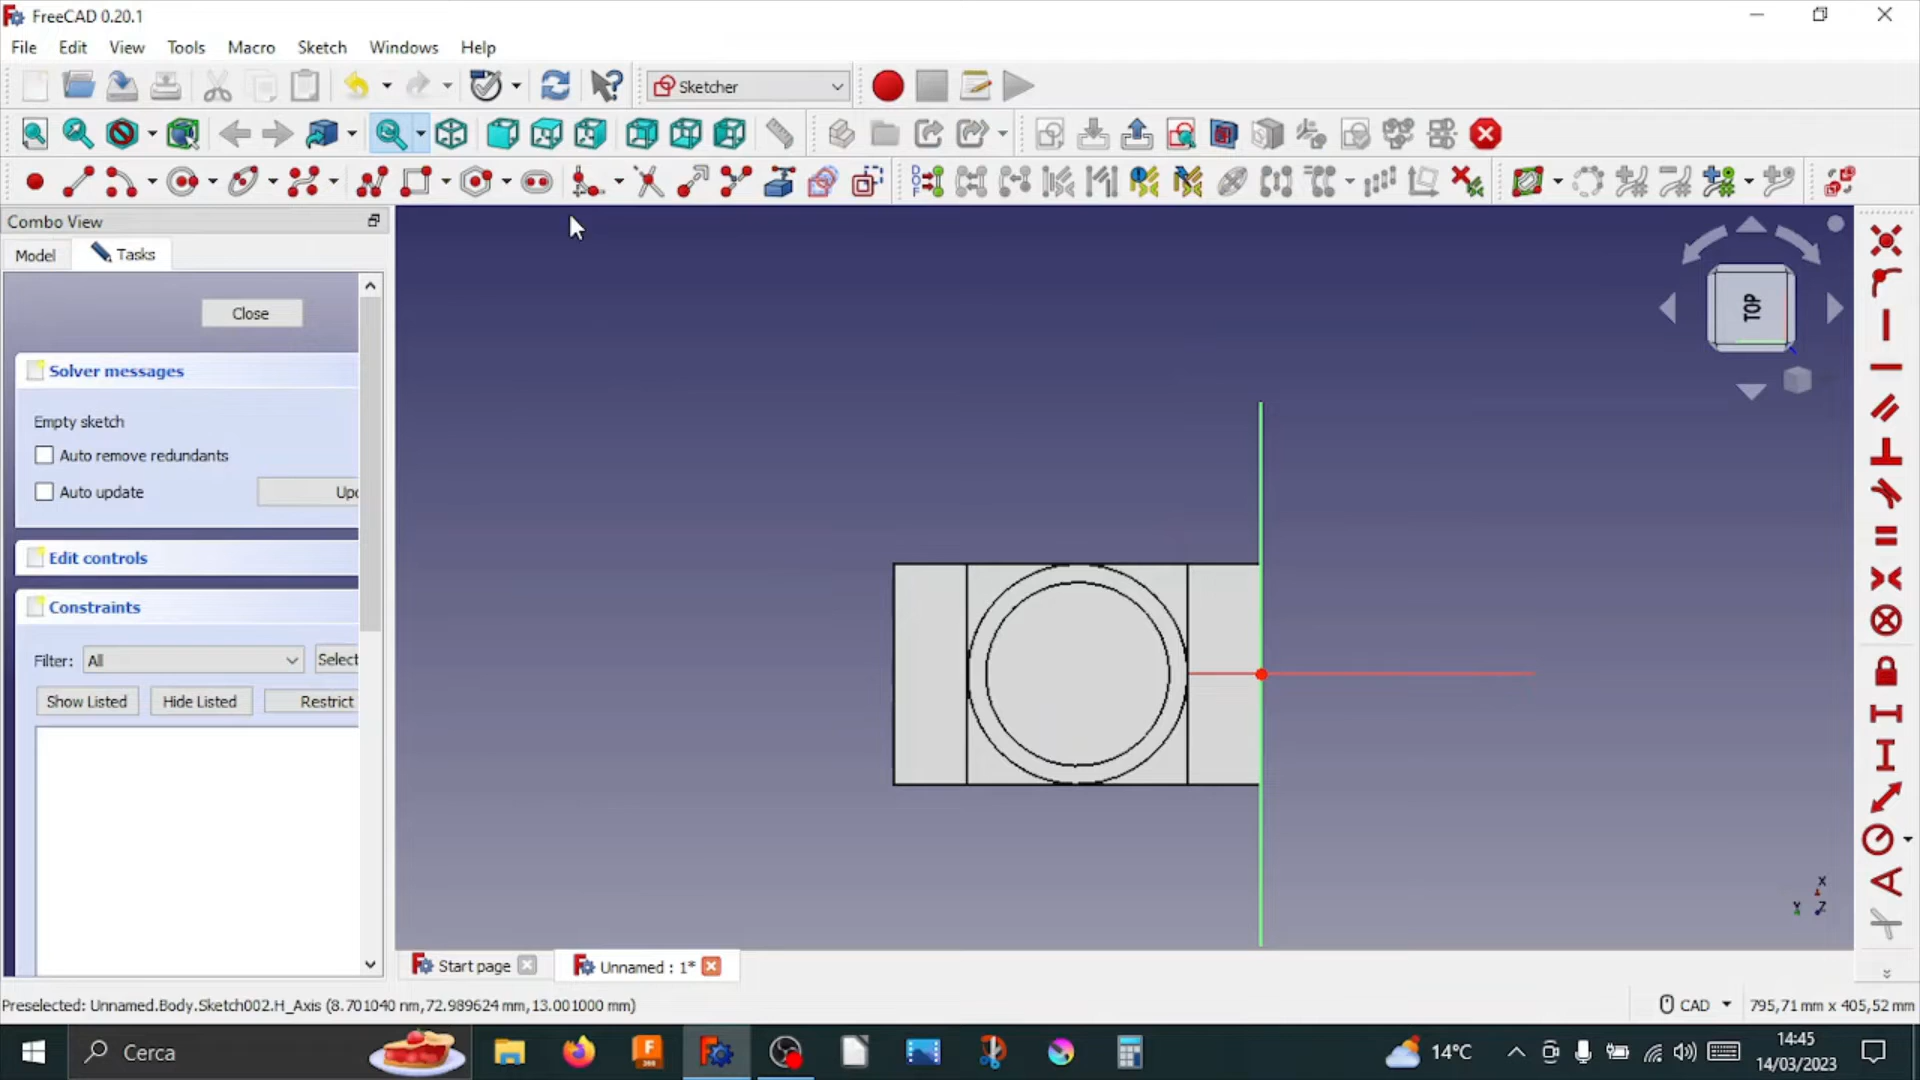 FreeCAD 0.20.1
File Edit View Tools Macro Sketch Windows Help
Sketcher
Combo View
Model Tasks
Close
Solver messages
Empty sketch
Auto remove redundants
Auto update Upd
Edit controls
Constraints
Filter: All Select
Show Listed Hide Listed Restrict
TOP
X
Y Z
Start page Unnamed : 1*
Preselected: Unnamed.Body.Sketch002.H_Axis (8.701040 nm,72.989624 mm,13.001000 mm)
CAD 795,71 mm x 405,52 mm
Cerca
14°C
14:45
14/03/2023